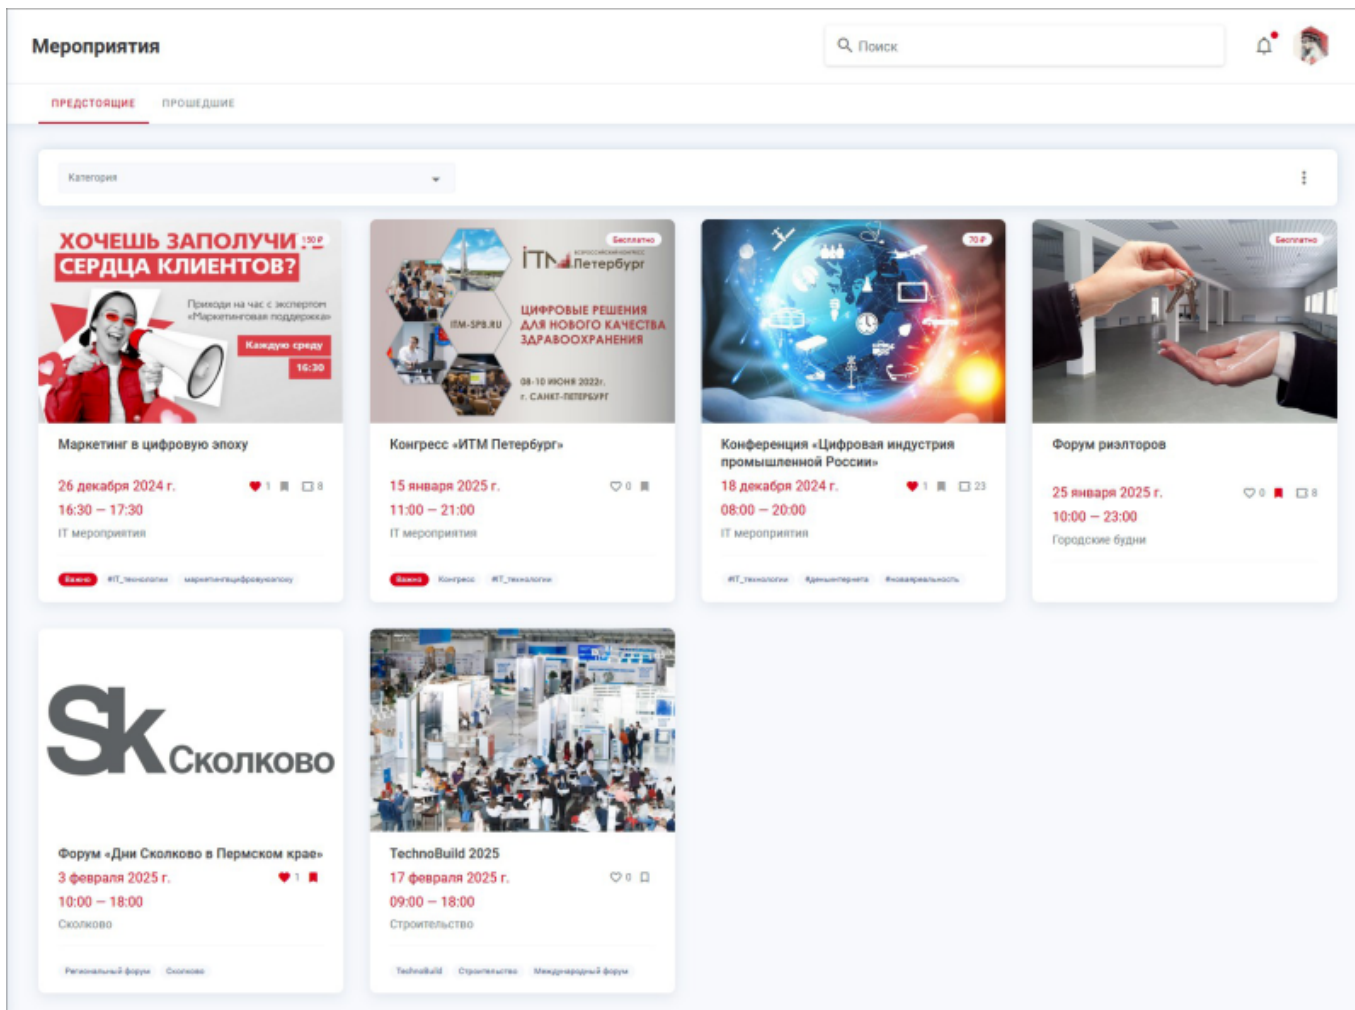 Мероприятия
Поиск
ПРЕДСТОЯЩИЕ
ПРОШЕДШИЕ
Категория
ХОЧЕШЬ ЗАПОЛУЧИ
150 ₽
СЕРДЦА КЛИЕНТОВ?
Приходи на час с экспертом
«Маркетинговая поддержка»
Каждую среду
16:30
Маркетинг в цифровую эпоху
26 декабря 2024 г.
1
8
16:30 — 17:30
IT мероприятия
Важно
#IT_технологии
маркетингвцифровуюэпоху
Бесплатно
ITM
ВСЕРОССИЙСКИЙ КОНГРЕСС
Петербург
ITM-SPB.RU
ЦИФРОВЫЕ РЕШЕНИЯ
ДЛЯ НОВОГО КАЧЕСТВА
ЗДРАВООХРАНЕНИЯ
08-10 ИЮНЯ 2022г.
г. САНКТ-ПЕТЕРБУРГ
Конгресс «ИТМ Петербург»
15 января 2025 г.
0
11:00 — 21:00
IT мероприятия
Важно
Конгресс
#IT_технологии
70 ₽
Конференция «Цифровая индустрия
промышленной России»
18 декабря 2024 г.
1
23
08:00 — 20:00
IT мероприятия
#IT_технологии
#деньинтернета
#новаяреальность
Бесплатно
Форум риэлторов
25 января 2025 г.
0
8
10:00 — 23:00
Городские будни
Sk Сколково
Форум «Дни Сколково в Пермском крае»
3 февраля 2025 г.
1
10:00 — 18:00
Сколково
Региональный форум
Сколково
TechnoBuild 2025
17 февраля 2025 г.
0
09:00 — 18:00
Строительство
TechnoBuild
Строительство
Международный форум